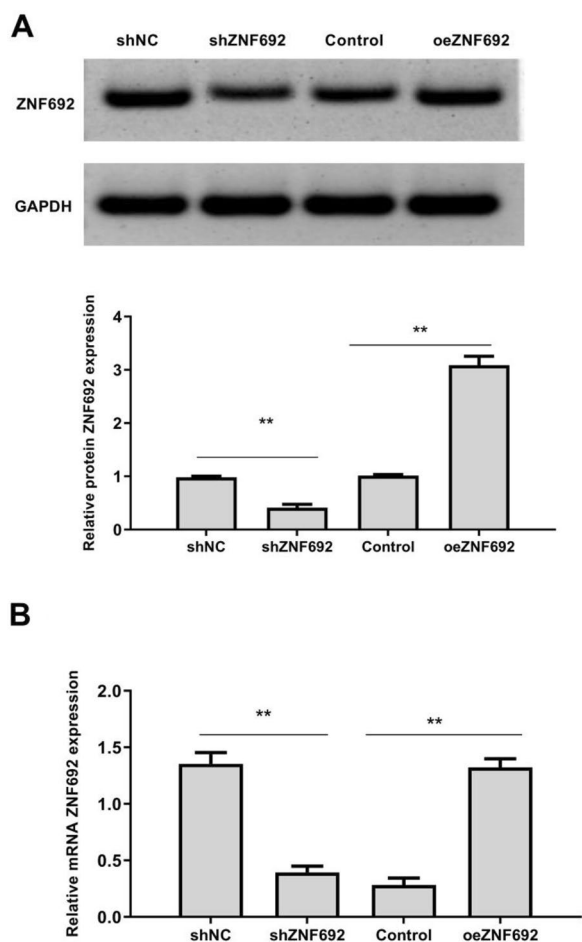 A
shNC shZNF692 Control oeZNF692
ZNF692
GAPDH
Relative protein ZNF692 expression
4
3
2
1
0
**
**
shNC shZNF692 Control oeZNF692
B
Relative mRNA ZNF692 expression
2.0
1.5
1.0
0.5
0.0
**
**
shNC shZNF692 Control oeZNF692